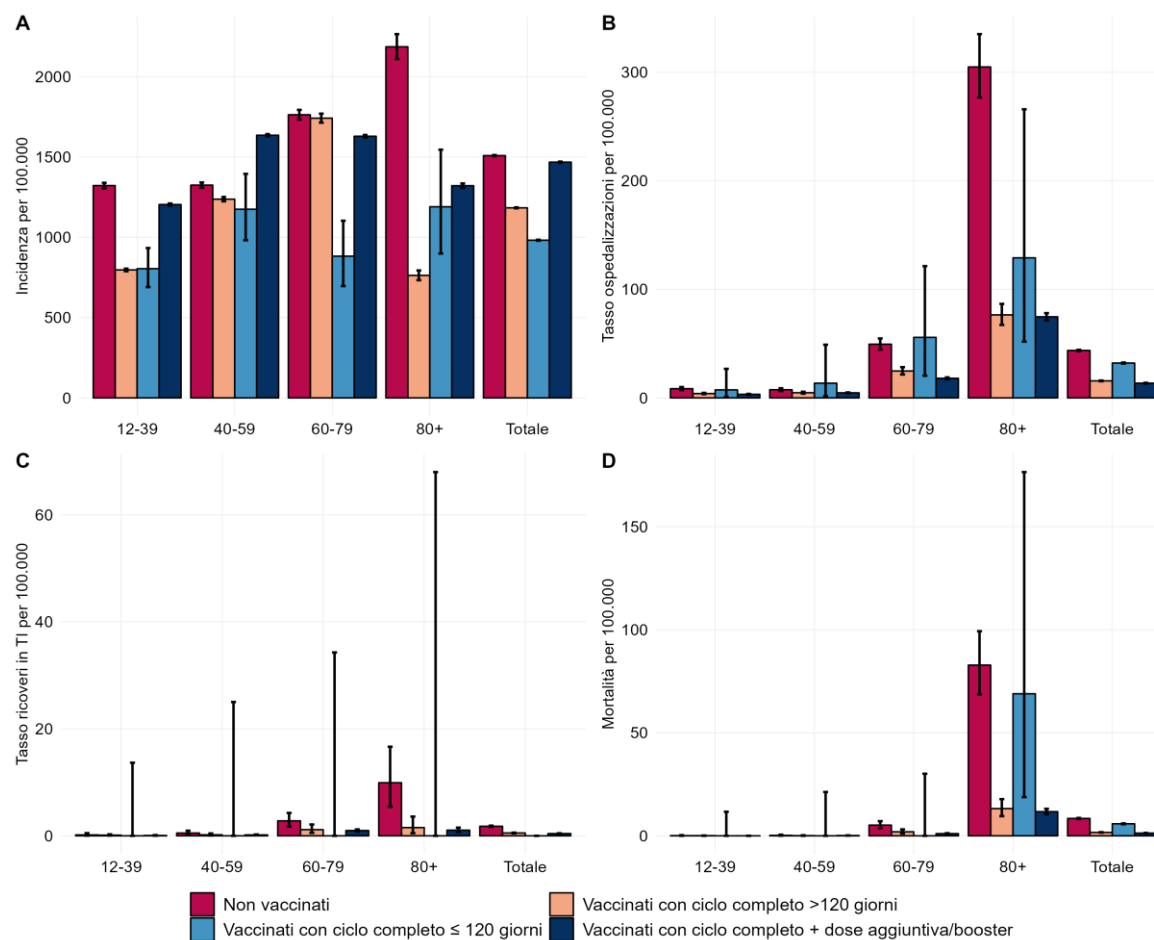 A
Incidenza per 100.000
2000
1500
1000
500
0
12-39 40-59 60-79 80+ Totale
B
Tasso ospedalizzazioni per 100.000
300
200
100
0
12-39 40-59 60-79 80+ Totale
C
Tasso ricoveri in TI per 100.000
60
40
20
0
12-39 40-59 60-79 80+ Totale
D
Mortalità per 100.000
150
100
50
0
12-39 40-59 60-79 80+ Totale
Non vaccinati
Vaccinati con ciclo completo >120 giorni
Vaccinati con ciclo completo ≤ 120 giorni
Vaccinati con ciclo completo + dose aggiuntiva/booster